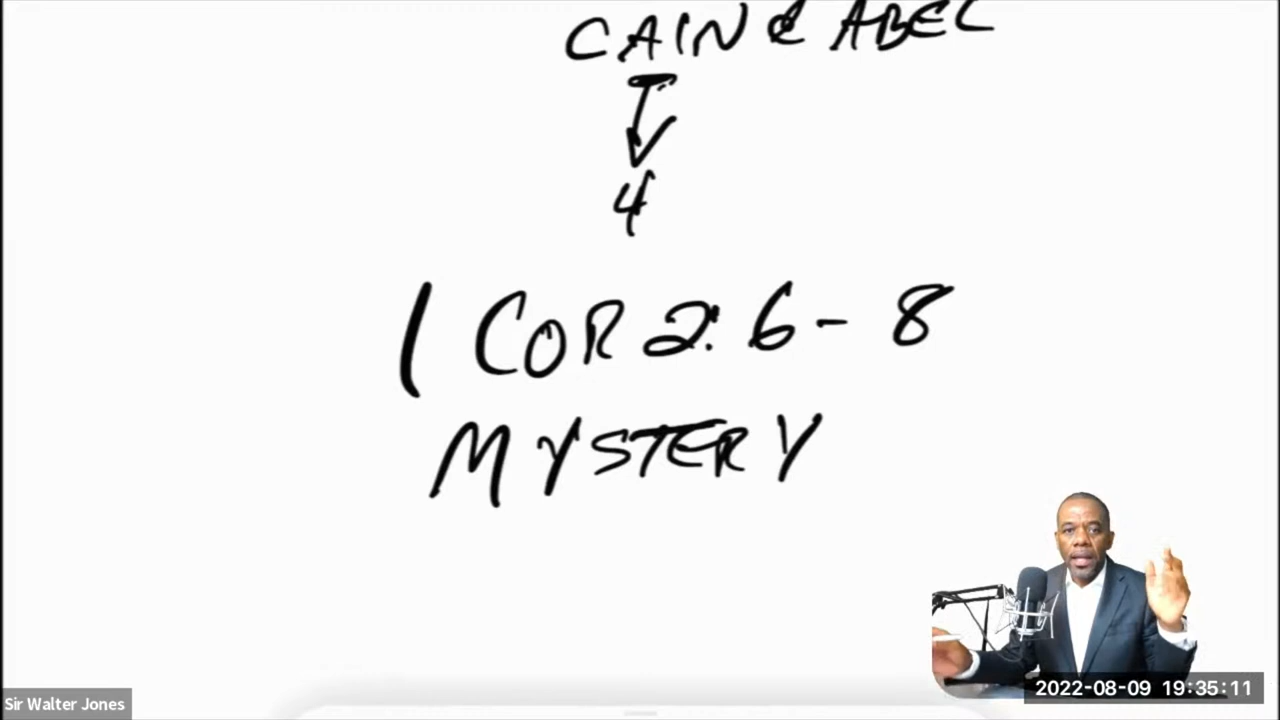 CAIN & ABEL
4
1 COR 2:6-8
MYSTERY
Sir Walter Jones
2022-08-09 19:35:11